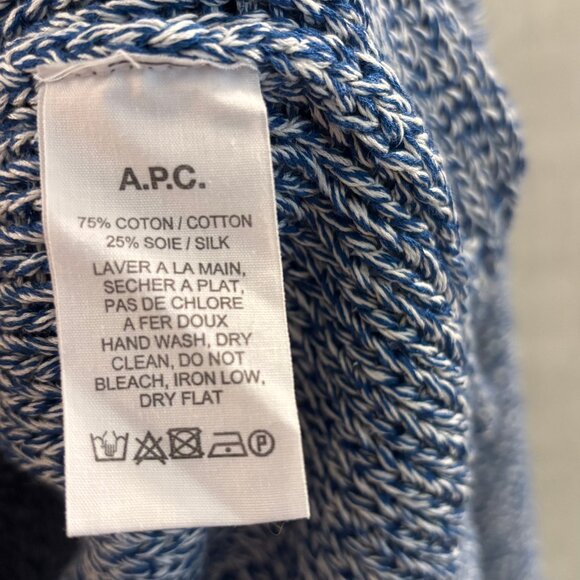 A.P.C.
75% COTON / COTTON
25% SOIE / SILK
LAVER A LA MAIN,
SECHER A PLAT,
PAS DE CHLORE
A FER DOUX
HAND WASH, DRY
CLEAN, DO NOT
BLEACH, IRON LOW,
DRY FLAT
P